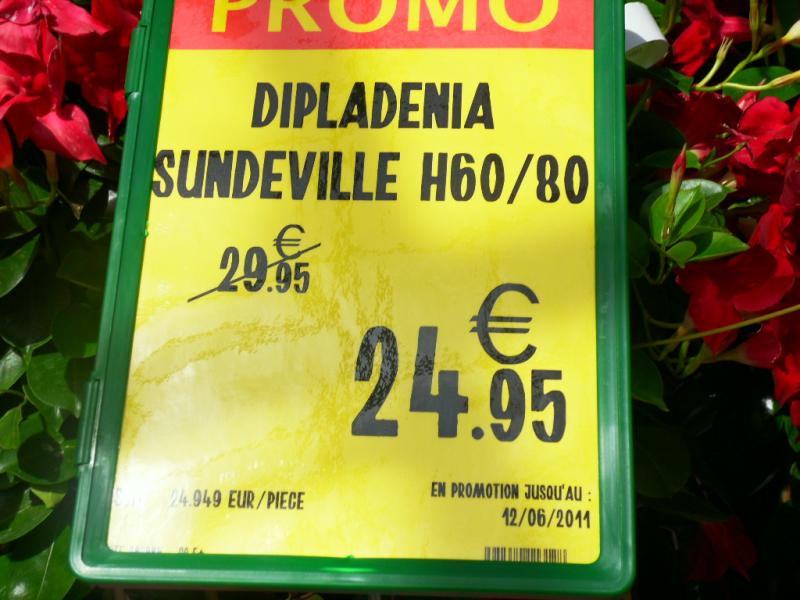 PROMO
DIPLADENIA
SUNDEVILLE H60/80
29.95 €
24.95 €
24.949 EUR/PIECE
EN PROMOTION JUSQU'AU :
12/06/2011